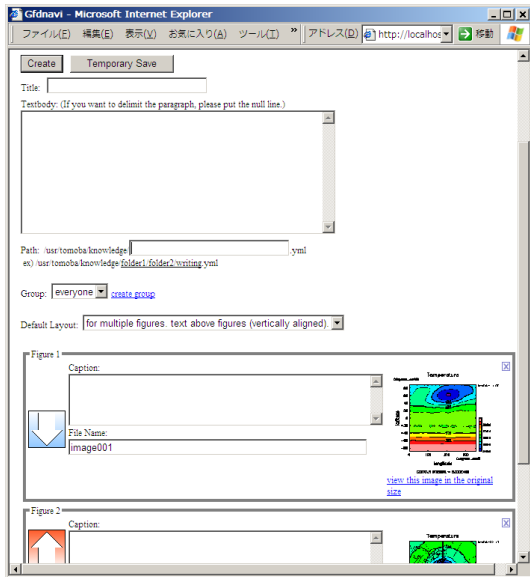 Gfdnavi - Microsoft Internet Explorer
ファイル(F) 編集(E) 表示(V) お気に入り(A) ツール(T) » アドレス(D) http://localhos 移動
Create Temporary Save
Title:
Textbody: (If you want to delimit the paragraph, please put the null line.)
Path: /usr/tomoba/knowledge/ .yml
ex) /usr/tomoba/knowledge/folder1/folder2/writing.yml
Group: everyone create group
Default Layout: for multiple figures. text above figures (vertically aligned).
Figure 1
Caption:
File Name:
image001
Temperature
longitude
view this image in the original
size
Figure 2
Caption:
Temperature